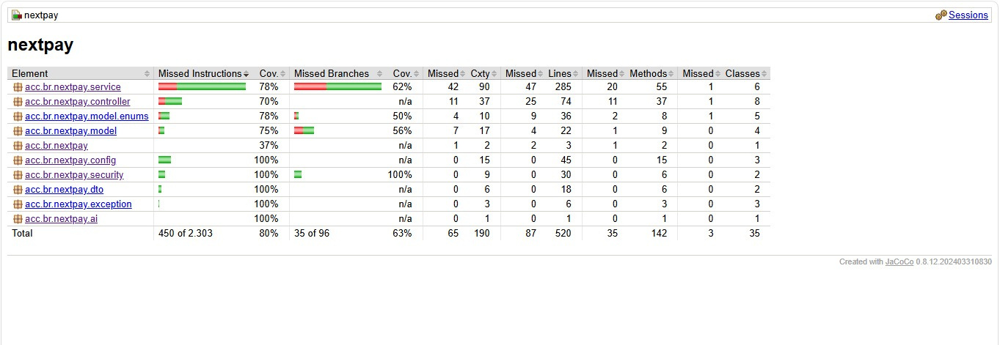 nextpay Sessions
nextpay
Element Missed Instructions Cov. Missed Branches Cov. Missed Cxty Missed Lines Missed Methods Missed Classes
acc.br.nextpay.service 78% 62% 42 90 47 285 20 55 1 6
acc.br.nextpay.controller 70% n/a 11 37 25 74 11 37 1 8
acc.br.nextpay.model.enums 78% 50% 4 10 9 36 2 8 1 5
acc.br.nextpay.model 75% 56% 7 17 4 22 1 9 0 4
acc.br.nextpay 37% n/a 1 2 2 3 1 2 0 1
acc.br.nextpay.config 100% n/a 0 15 0 45 0 15 0 3
acc.br.nextpay.security 100% 100% 0 9 0 30 0 6 0 2
acc.br.nextpay.dto 100% n/a 0 6 0 18 0 6 0 2
acc.br.nextpay.exception 100% n/a 0 3 0 6 0 3 0 3
acc.br.nextpay.ai 100% n/a 0 1 0 1 0 1 0 1
Total 450 of 2.303 80% 35 of 96 63% 65 190 87 520 35 142 3 35
Created with JaCoCo 0.8.12.202403310830